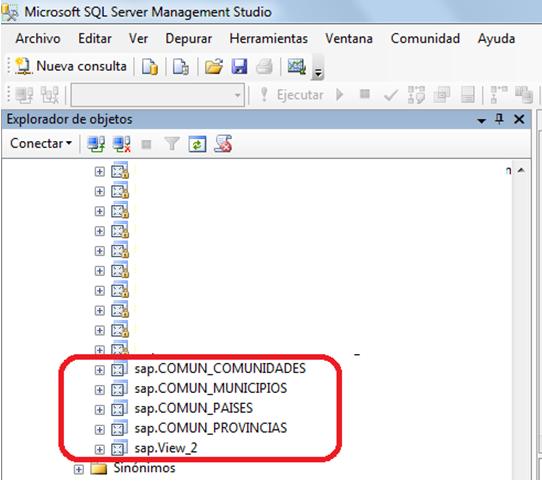 Microsoft SQL Server Management Studio
Archivo Editar Ver Depurar Herramientas Ventana Comunidad Ayuda
Nueva consulta
Ejecutar
Explorador de objetos
Conectar
sap.COMUN_COMUNIDADES
sap.COMUN_MUNICIPIOS
sap.COMUN_PAISES
sap.COMUN_PROVINCIAS
sap.View_2
Sinónimos